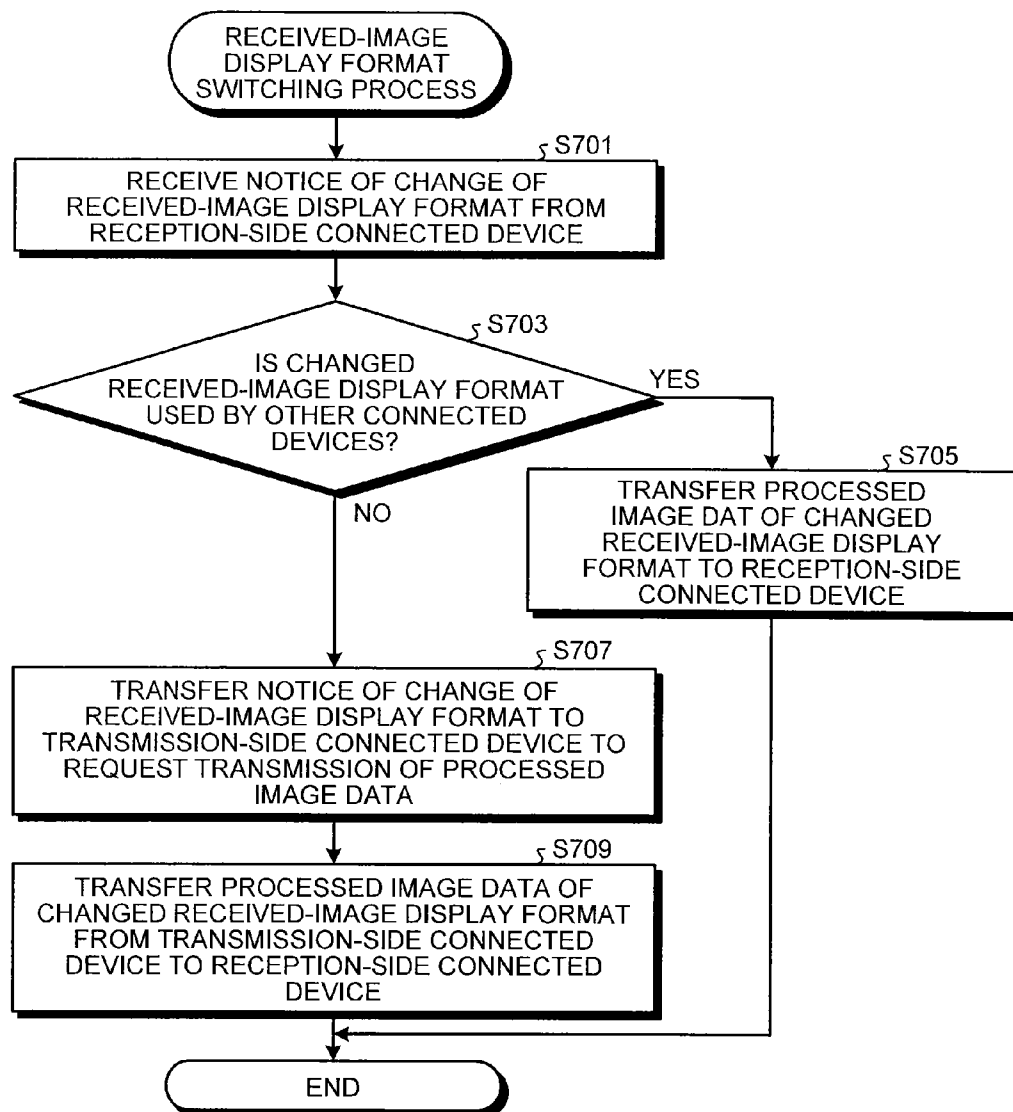 RECEIVED-IMAGE
DISPLAY FORMAT
SWITCHING PROCESS
S701
RECEIVE NOTICE OF CHANGE OF
RECEIVED-IMAGE DISPLAY FORMAT FROM
RECEPTION-SIDE CONNECTED DEVICE
S703
IS CHANGED
RECEIVED-IMAGE DISPLAY FORMAT
USED BY OTHER CONNECTED
DEVICES?
YES
NO
S705
TRANSFER PROCESSED
IMAGE DAT OF CHANGED
RECEIVED-IMAGE DISPLAY
FORMAT TO RECEPTION-SIDE
CONNECTED DEVICE
S707
TRANSFER NOTICE OF CHANGE OF
RECEIVED-IMAGE DISPLAY FORMAT TO
TRANSMISSION-SIDE CONNECTED DEVICE TO
REQUEST TRANSMISSION OF PROCESSED
IMAGE DATA
S709
TRANSFER PROCESSED IMAGE DATA OF
CHANGED RECEIVED-IMAGE DISPLAY FORMAT
FROM TRANSMISSION-SIDE CONNECTED
DEVICE TO RECEPTION-SIDE CONNECTED
DEVICE
END